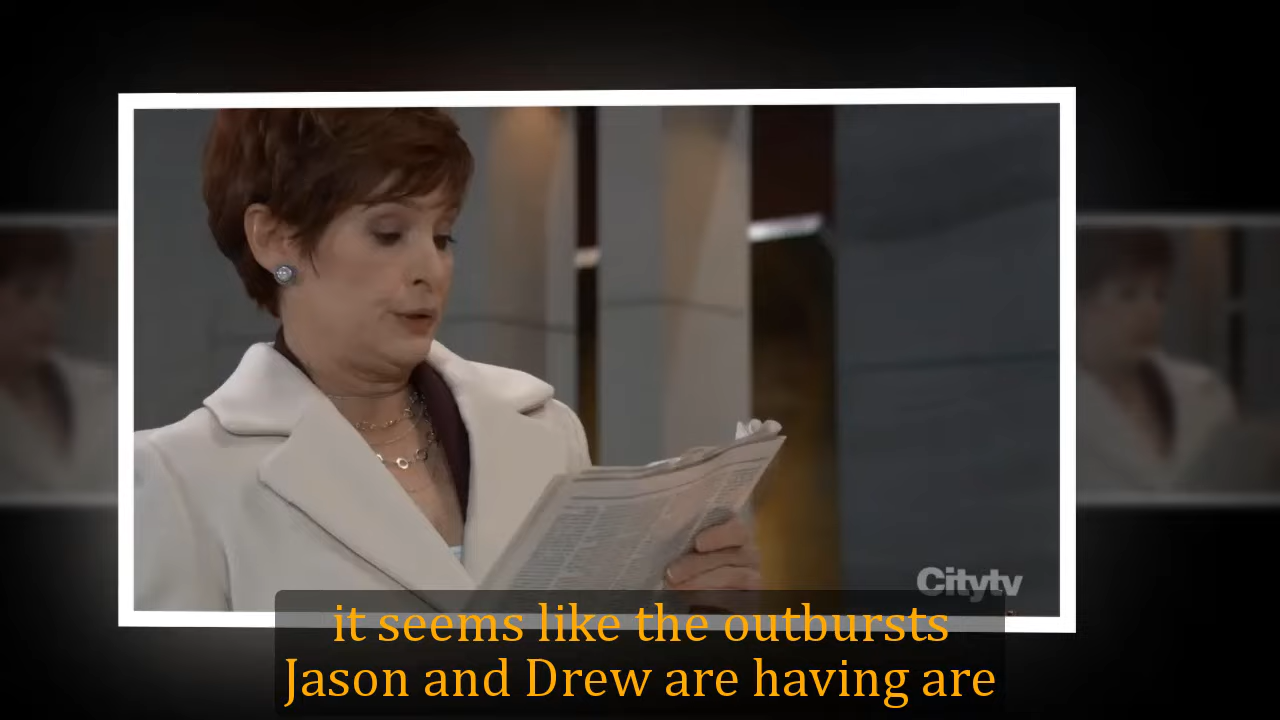 Citytv
it seems like the outbursts
Jason and Drew are having are